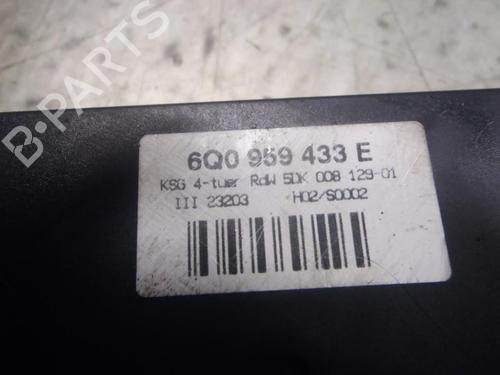 6Q0 959 433 E
KSG 4-tuer RdW 5DK 008 129-01
III 23203 H02/S0002
B-PARTS